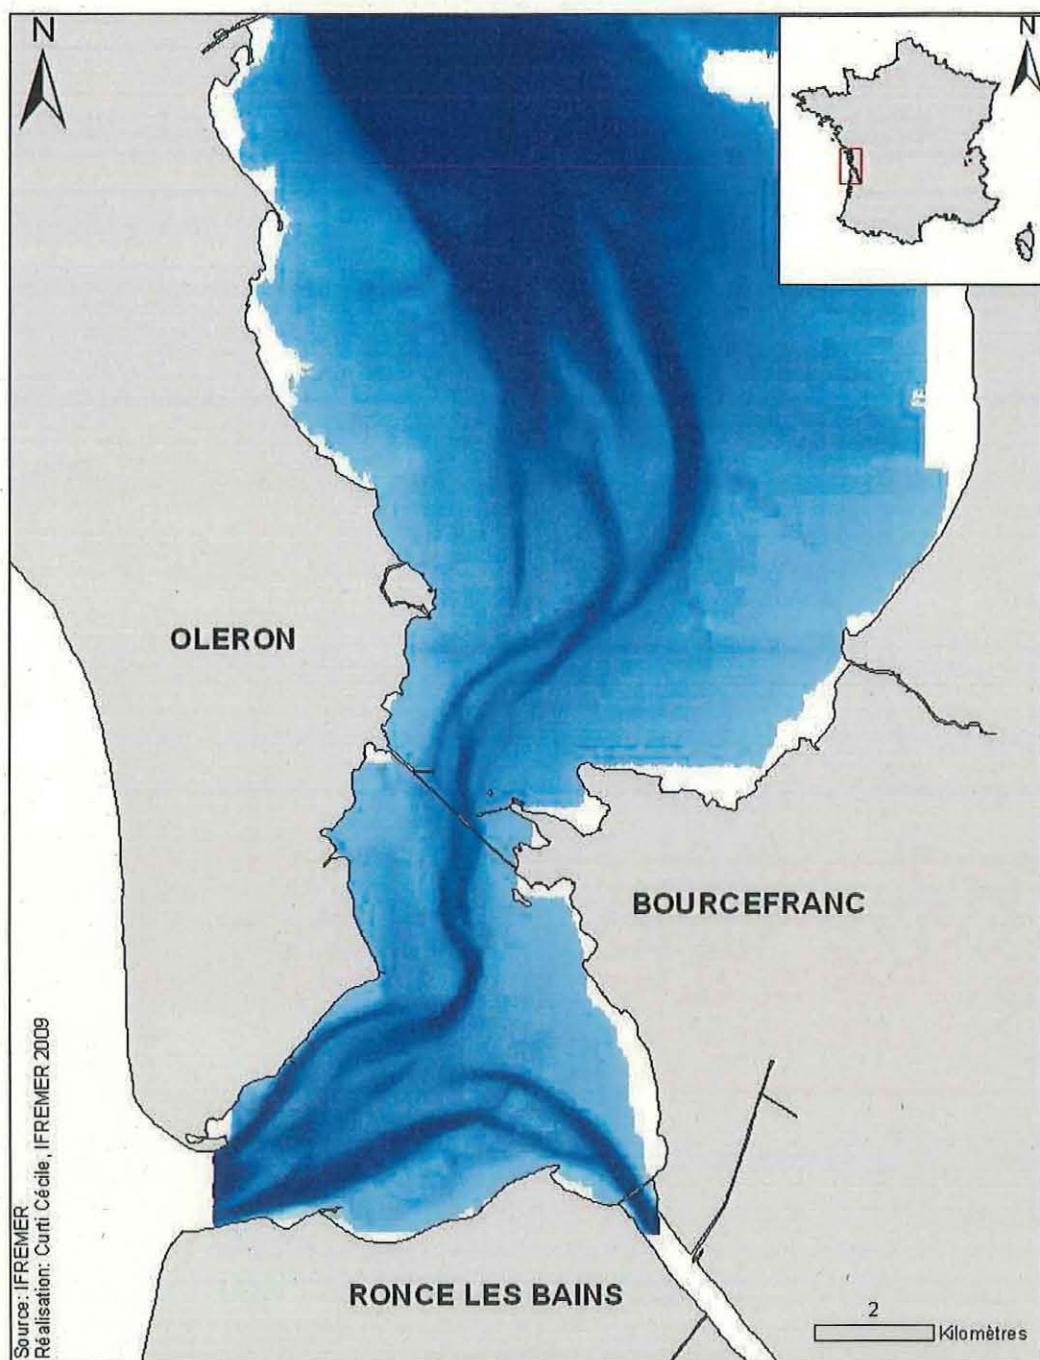 N
N
OLERON
BOURCEFRANC
RONCE LES BAINS
2
Kilomètres
Source: IFREMER
Réalisation: Curti Cécile, IFREMER 2009